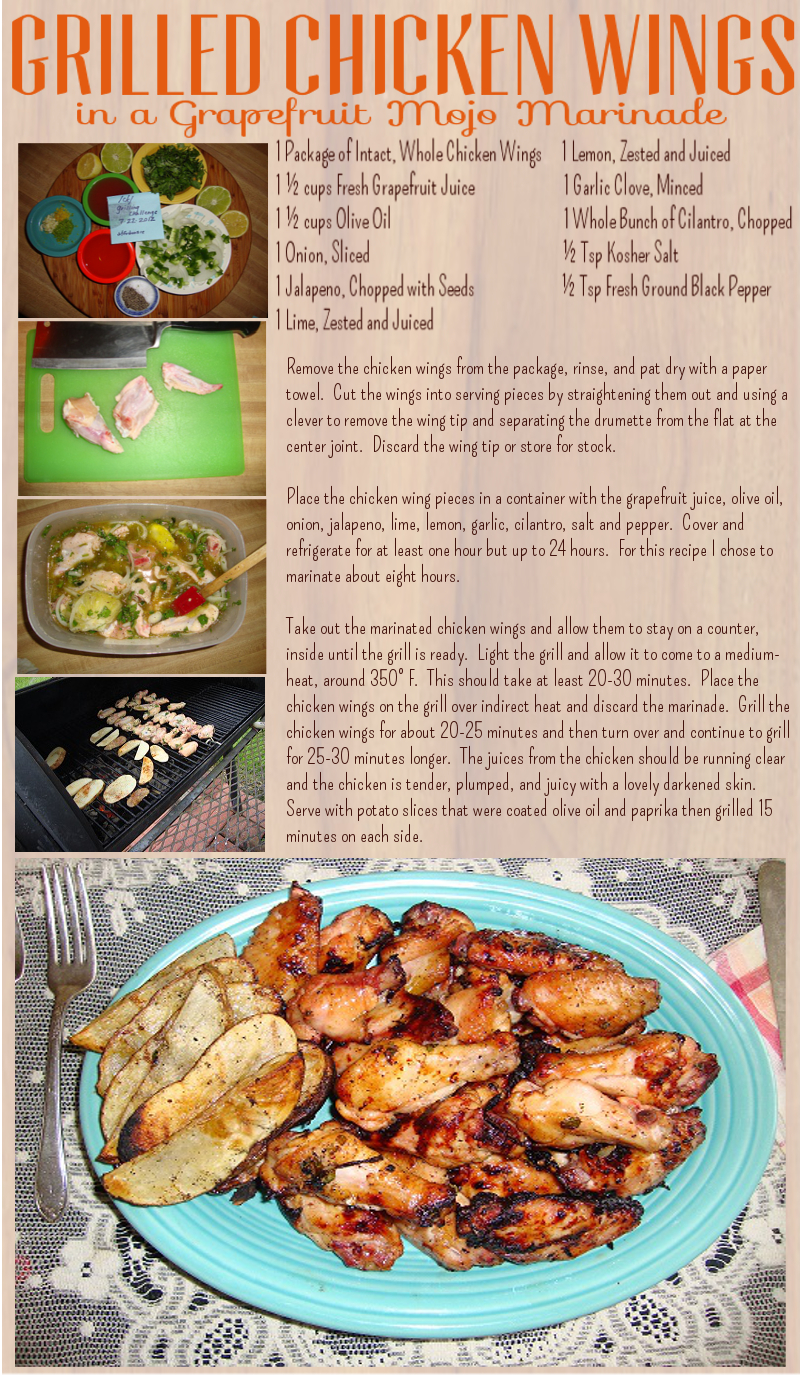 GRILLED CHICKEN WINGS
in a Grapefruit Mojo Marinade
1 Package of Intact, Whole Chicken Wings
1 ½ cups Fresh Grapefruit Juice
1 ½ cups Olive Oil
1 Onion, Sliced
1 Jalapeno, Chopped with Seeds
1 Lime, Zested and Juiced
1 Lemon, Zested and Juiced
1 Garlic Clove, Minced
1 Whole Bunch of Cilantro, Chopped
½ Tsp Kosher Salt
½ Tsp Fresh Ground Black Pepper
/ck/
grilling
challenge
7-22-2012
Remove the chicken wings from the package, rinse, and pat dry with a paper
towel. Cut the wings into serving pieces by straightening them out and using a
clever to remove the wing tip and separating the drumette from the flat at the
center joint. Discard the wing tip or store for stock.
Place the chicken wing pieces in a container with the grapefruit juice, olive oil,
onion, jalapeno, lime, lemon, garlic, cilantro, salt and pepper. Cover and
refrigerate for at least one hour but up to 24 hours. For this recipe I chose to
marinate about eight hours.
Take out the marinated chicken wings and allow them to stay on a counter,
inside until the grill is ready. Light the grill and allow it to come to a medium-
heat, around 350° F. This should take at least 20-30 minutes. Place the
chicken wings on the grill over indirect heat and discard the marinade. Grill the
chicken wings for about 20-25 minutes and then turn over and continue to grill
for 25-30 minutes longer. The juices from the chicken should be running clear
and the chicken is tender, plumped, and juicy with a lovely darkened skin.
Serve with potato slices that were coated olive oil and paprika then grilled 15
minutes on each side.